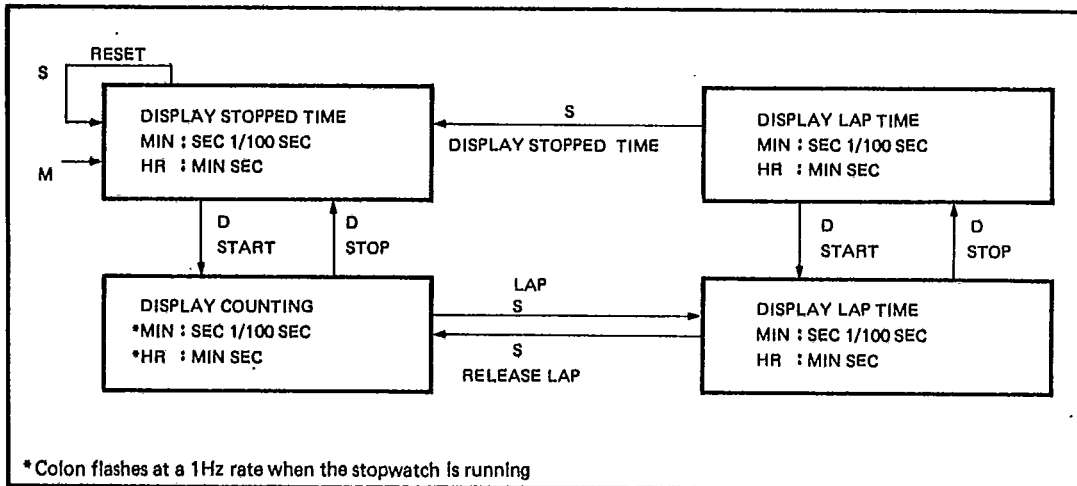 RESET
S
DISPLAY STOPPED TIME
MIN : SEC 1/100 SEC
HR : MIN SEC
M
S
DISPLAY STOPPED TIME
DISPLAY LAP TIME
MIN : SEC 1/100 SEC
HR : MIN SEC
D
START
D
STOP
D
START
D
STOP
DISPLAY COUNTING
*MIN : SEC 1/100 SEC
*HR : MIN SEC
LAP
S
S
RELEASE LAP
DISPLAY LAP TIME
MIN : SEC 1/100 SEC
HR : MIN SEC
* Colon flashes at a 1Hz rate when the stopwatch is running